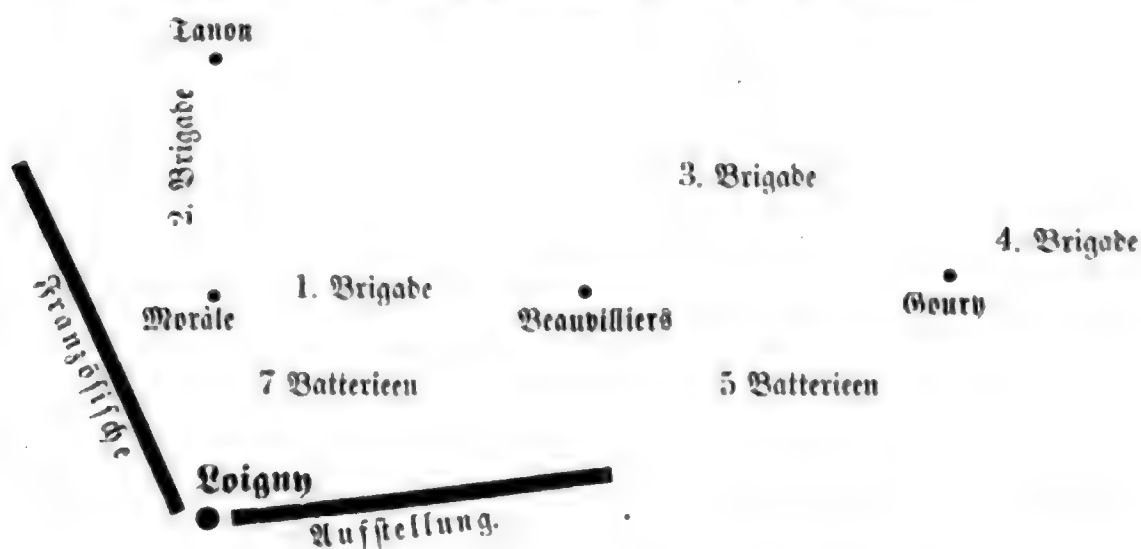 Tanon
2. Brigade
3. Brigade
4. Brigade
1. Brigade
Morâle
Beauvilliers
Goury
7 Batterieen
5 Batterieen
Französische
Loigny
Aufstellung.